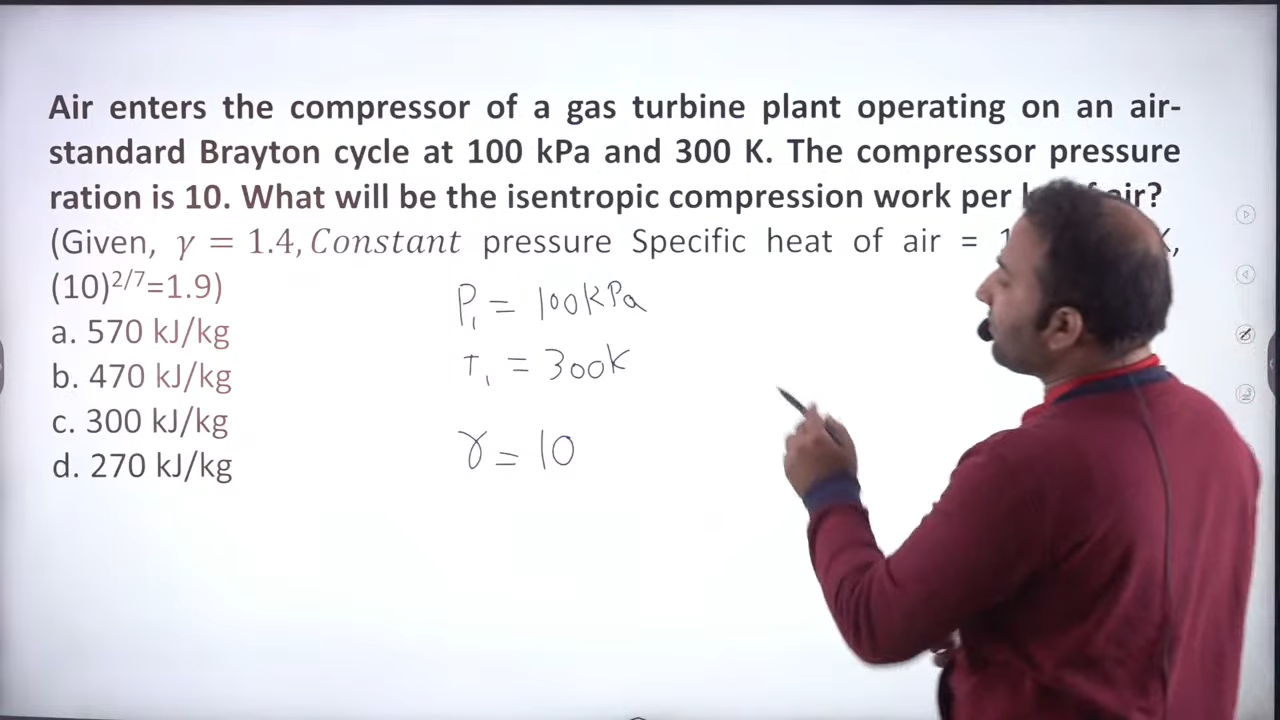 Air enters the compressor of a gas turbine plant operating on an air-
standard Brayton cycle at 100 kPa and 300 K. The compressor pressure
ration is 10. What will be the isentropic compression work per air?
(Given, γ = 1.4, Constant pressure Specific heat of air =
(10)^2/7=1.9)
a. 570 kJ/kg
b. 470 kJ/kg
c. 300 kJ/kg
d. 270 kJ/kg
P₁ = 100kPa
T₁ = 300K
γ = 10